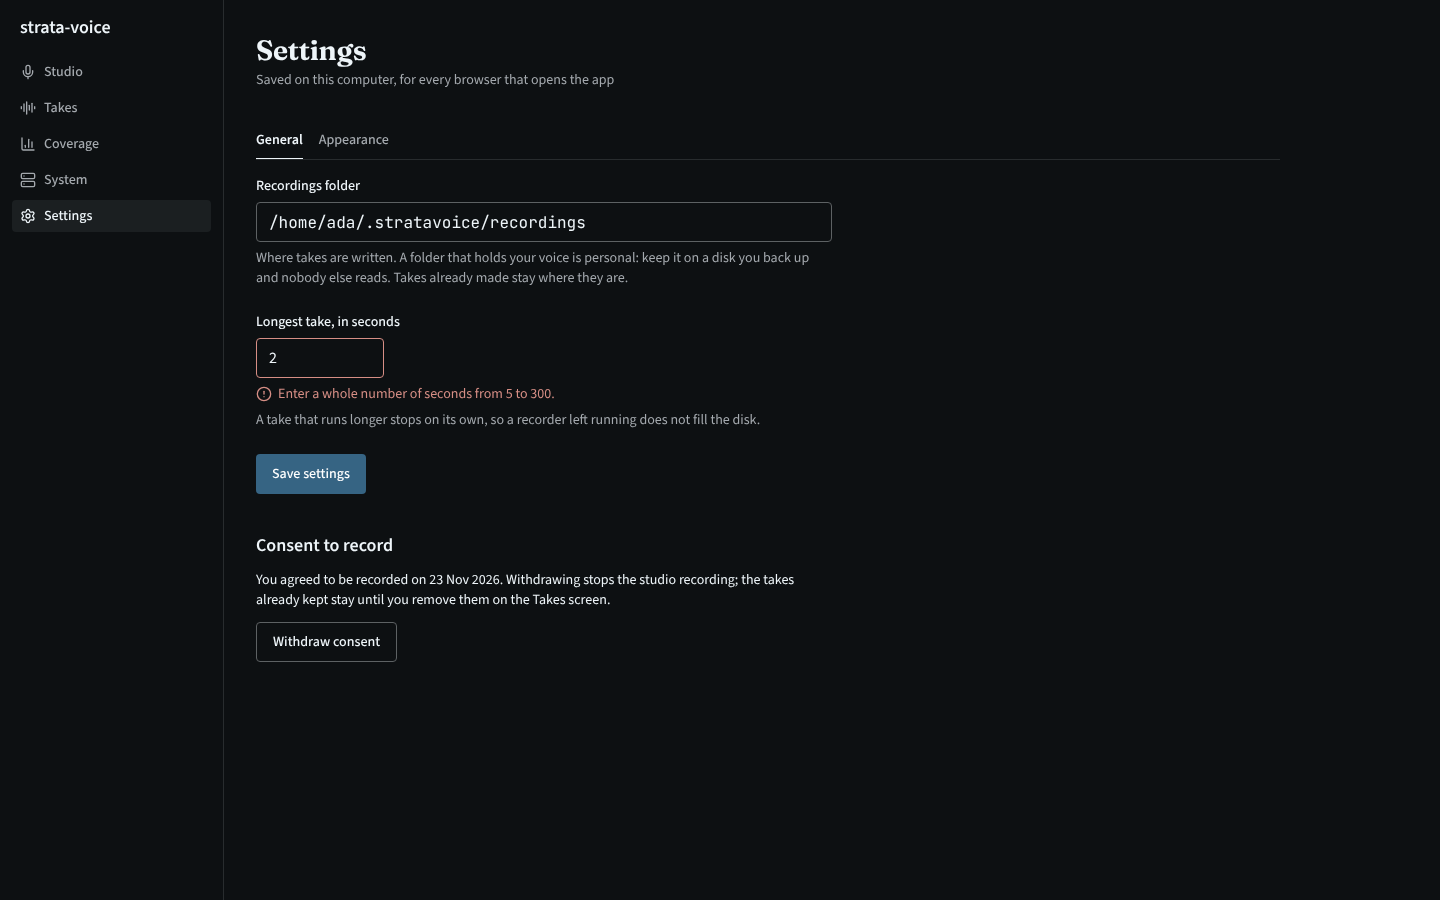 strata-voice
Studio
Takes
Coverage
System
Settings
Settings
Saved on this computer, for every browser that opens the app
General
Appearance
Recordings folder
/home/ada/.stratavoice/recordings
Where takes are written. A folder that holds your voice is personal: keep it on a disk you back up
and nobody else reads. Takes already made stay where they are.
Longest take, in seconds
2
Enter a whole number of seconds from 5 to 300.
A take that runs longer stops on its own, so a recorder left running does not fill the disk.
Save settings
Consent to record
You agreed to be recorded on 23 Nov 2026. Withdrawing stops the studio recording; the takes
already kept stay until you remove them on the Takes screen.
Withdraw consent